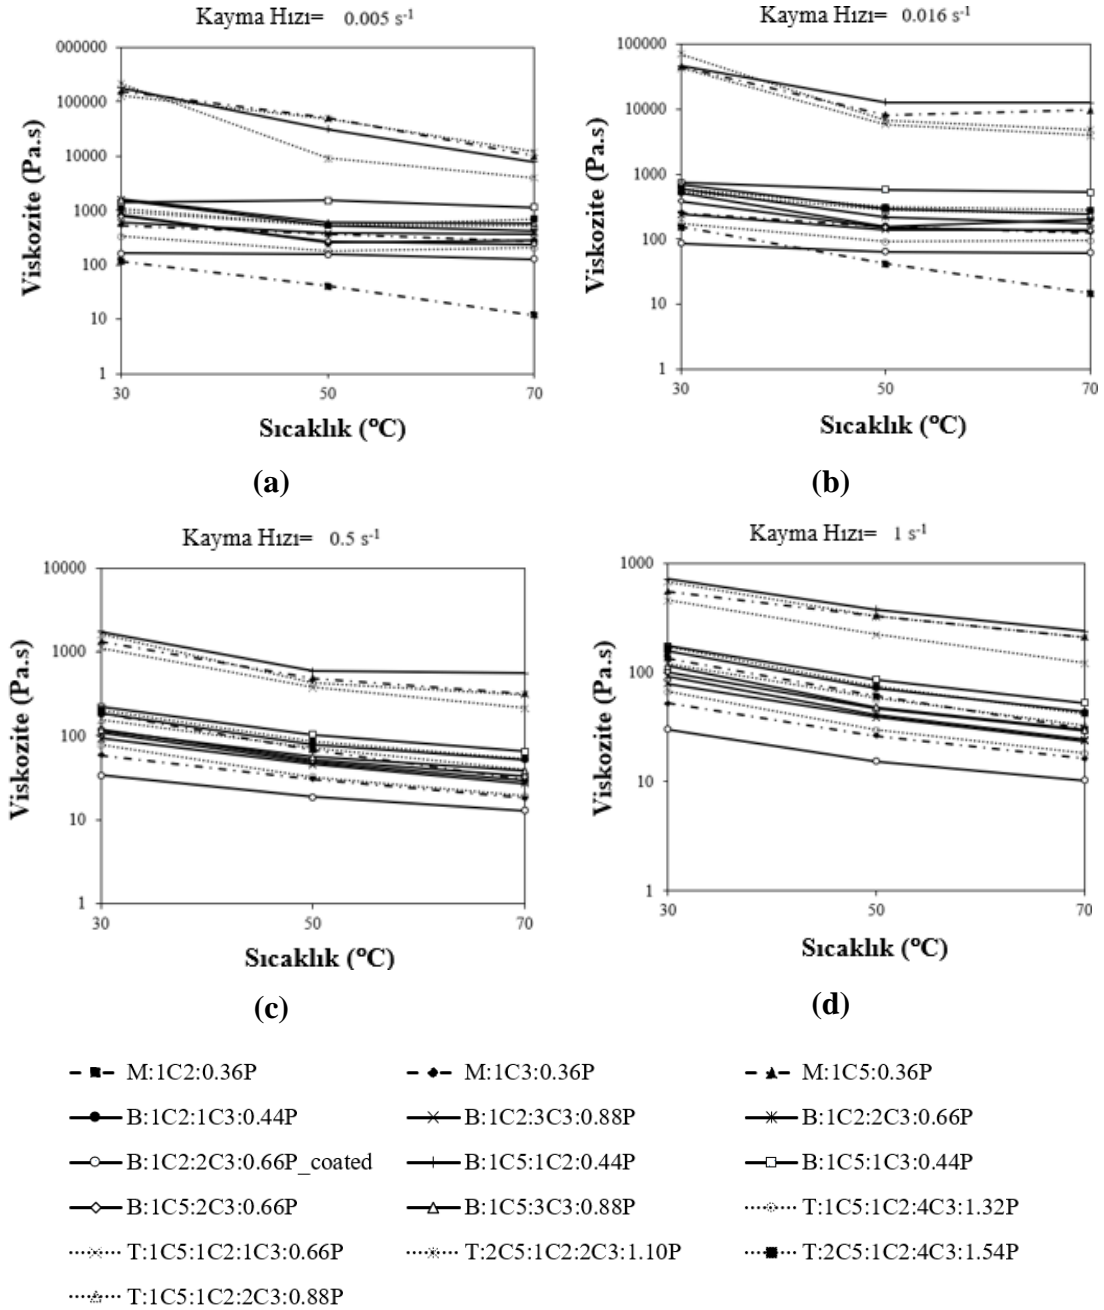 Kayma Hızı= 0.005 s-1
000000
100000
10000
1000
100
10
1
30 50 70
Viskozite (Pa.s)
Sıcaklık (ºC)
(a)
Kayma Hızı= 0.016 s-1
100000
10000
1000
100
10
1
30 50 70
Viskozite (Pa.s)
Sıcaklık (ºC)
(b)
Kayma Hızı= 0.5 s-1
10000
1000
100
10
1
30 50 70
Viskozite (Pa.s)
Sıcaklık (ºC)
(c)
Kayma Hızı= 1 s-1
1000
100
10
1
30 50 70
Viskozite (Pa.s)
Sıcaklık (ºC)
(d)
M:1C2:0.36P M:1C3:0.36P M:1C5:0.36P
B:1C2:1C3:0.44P B:1C2:3C3:0.88P B:1C2:2C3:0.66P
B:1C2:2C3:0.66P_coated B:1C5:1C2:0.44P B:1C5:1C3:0.44P
B:1C5:2C3:0.66P B:1C5:3C3:0.88P T:1C5:1C2:4C3:1.32P
T:1C5:1C2:1C3:0.66P T:2C5:1C2:2C3:1.10P T:2C5:1C2:4C3:1.54P
T:1C5:1C2:2C3:0.88P